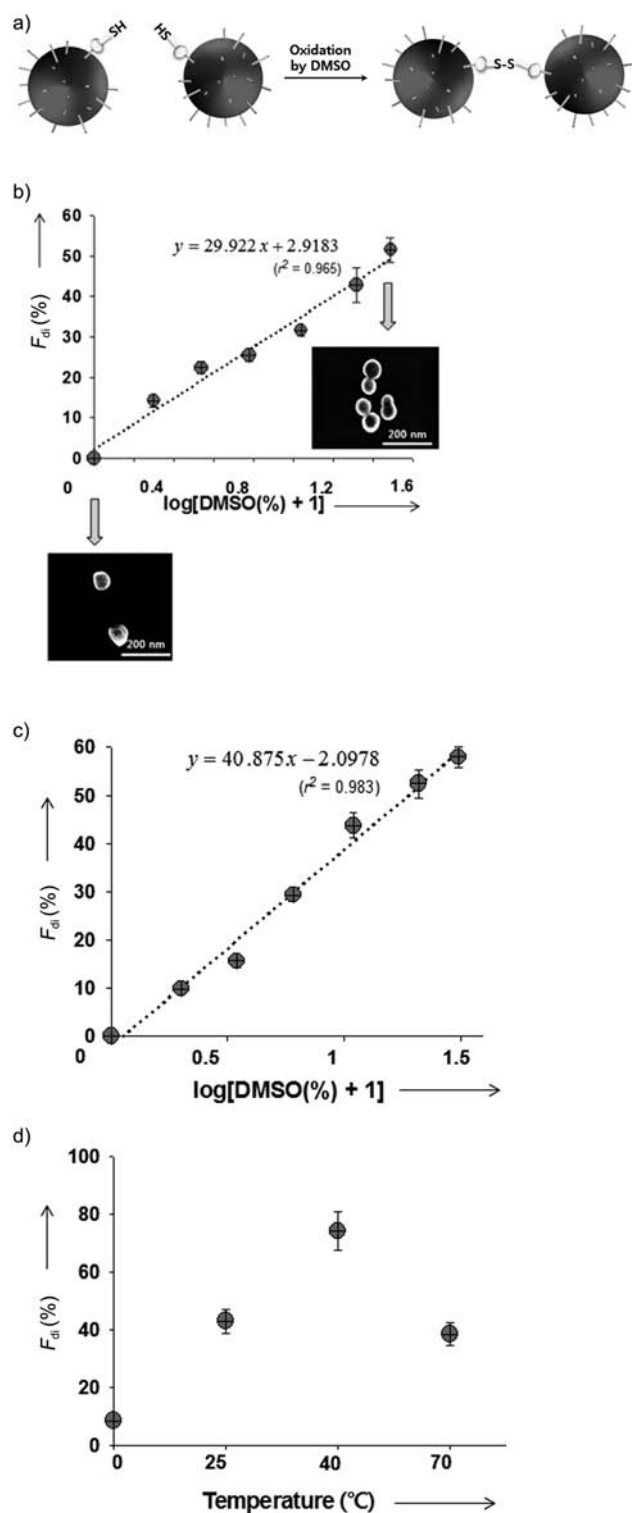 a)
SH
HS
Oxidation
by DMSO
S-S
b)
60
50
40
30
20
10
0
F_di (%)
y = 29.922x + 2.9183
(r² = 0.965)
200 nm
0 0.4 0.8 1.2 1.6
log[DMSO(%) + 1]
200 nm
c)
60
50
40
30
20
10
0
F_di (%)
y = 40.875x − 2.0978
(r² = 0.983)
0 0.5 1 1.5
log[DMSO(%) + 1]
d)
100
80
60
40
20
0
F_di (%)
0 25 40 70
Temperature (℃)